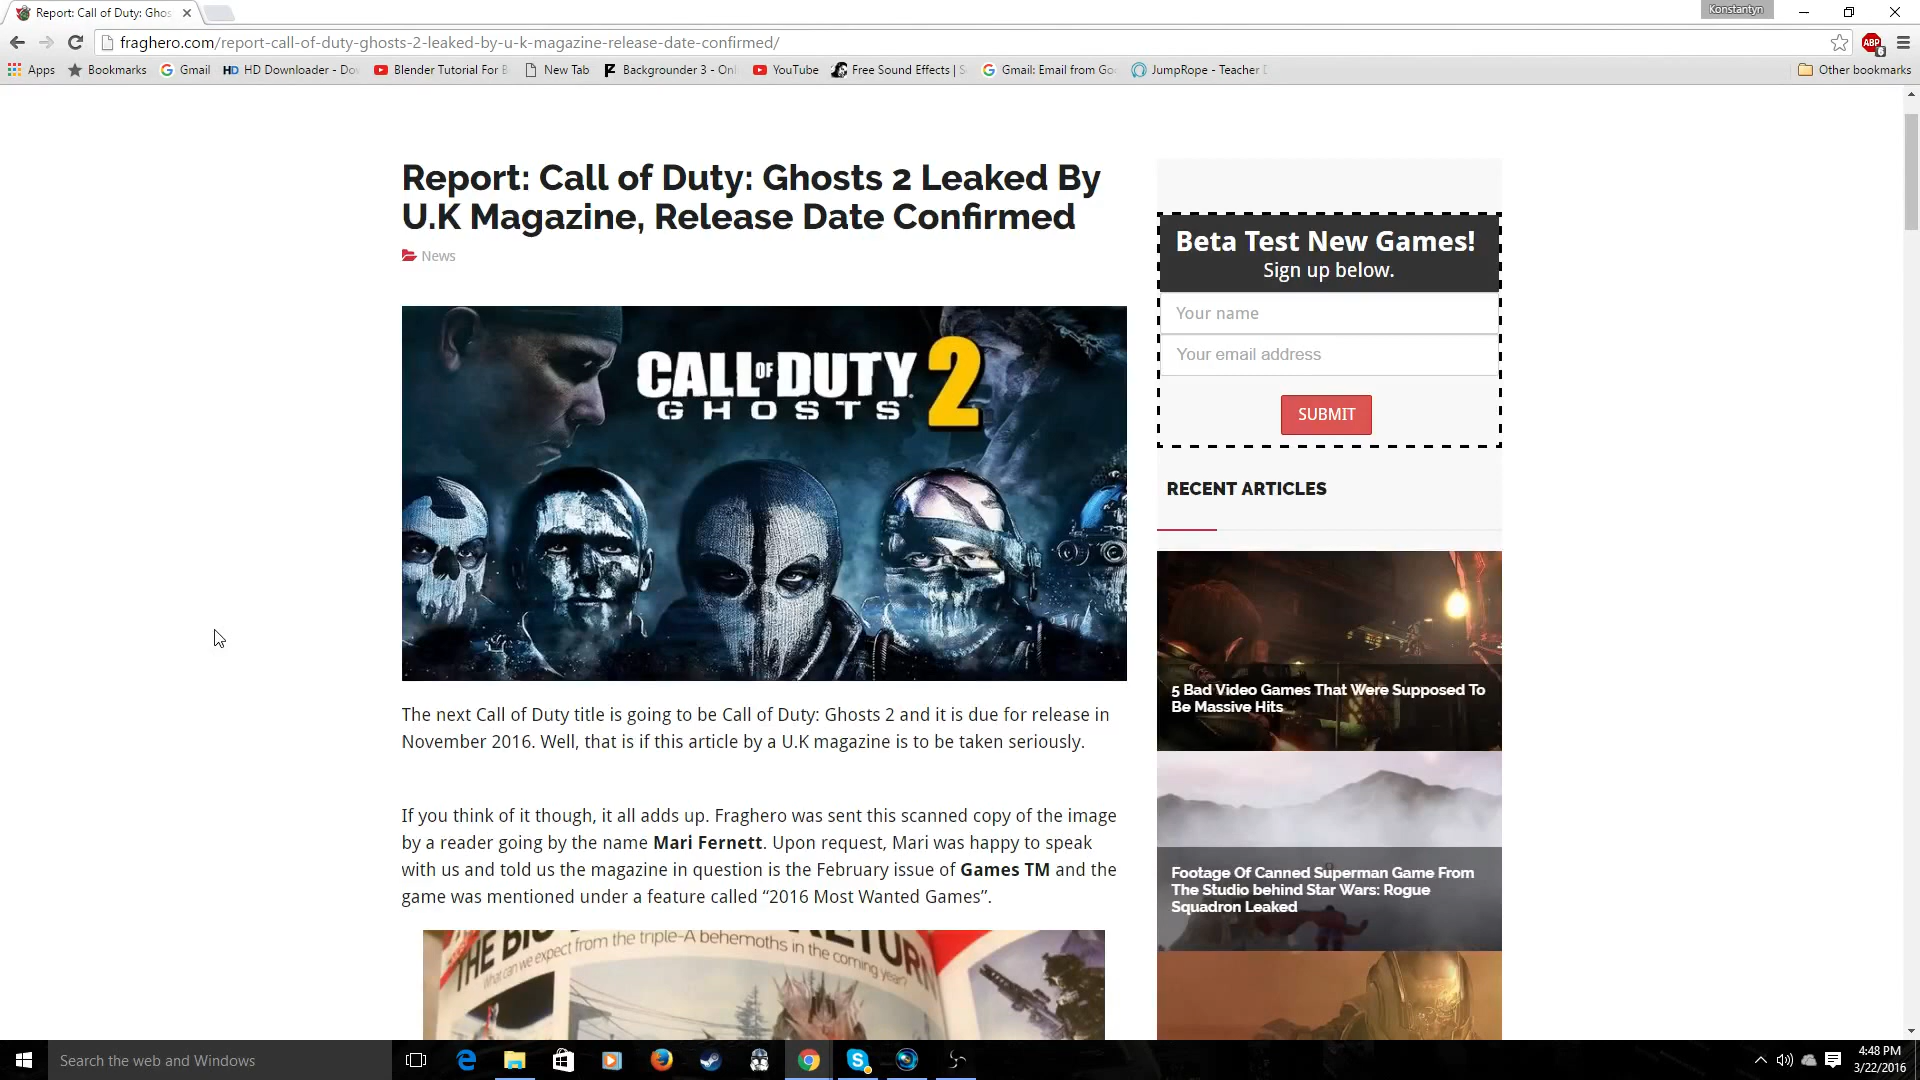 Report: Call of Duty: Ghos
Konstantyn
fraghero.com/report-call-of-duty-ghosts-2-leaked-by-u-k-magazine-release-date-confirmed/
ABP
Apps Bookmarks Gmail HD Downloader - Do Blender Tutorial For B New Tab Backgrounder 3 - Onl YouTube Free Sound Effects | S Gmail: Email from Go JumpRope - Teacher Other bookmarks
Report: Call of Duty: Ghosts 2 Leaked By
U.K Magazine, Release Date Confirmed
News
CALL OF DUTY 2
GHOSTS
The next Call of Duty title is going to be Call of Duty: Ghosts 2 and it is due for release in
November 2016. Well, that is if this article by a U.K magazine is to be taken seriously.
If you think of it though, it all adds up. Fraghero was sent this scanned copy of the image
by a reader going by the name Mari Fernett. Upon request, Mari was happy to speak
with us and told us the magazine in question is the February issue of Games TM and the
game was mentioned under a feature called “2016 Most Wanted Games”.
What can we expect from the triple-A behemoths in the coming year?
Beta Test New Games!
Sign up below.
Your name
Your email address
SUBMIT
RECENT ARTICLES
5 Bad Video Games That Were Supposed To
Be Massive Hits
Footage Of Canned Superman Game From
The Studio behind Star Wars: Rogue
Squadron Leaked
Search the web and Windows
4:48 PM
3/22/2016